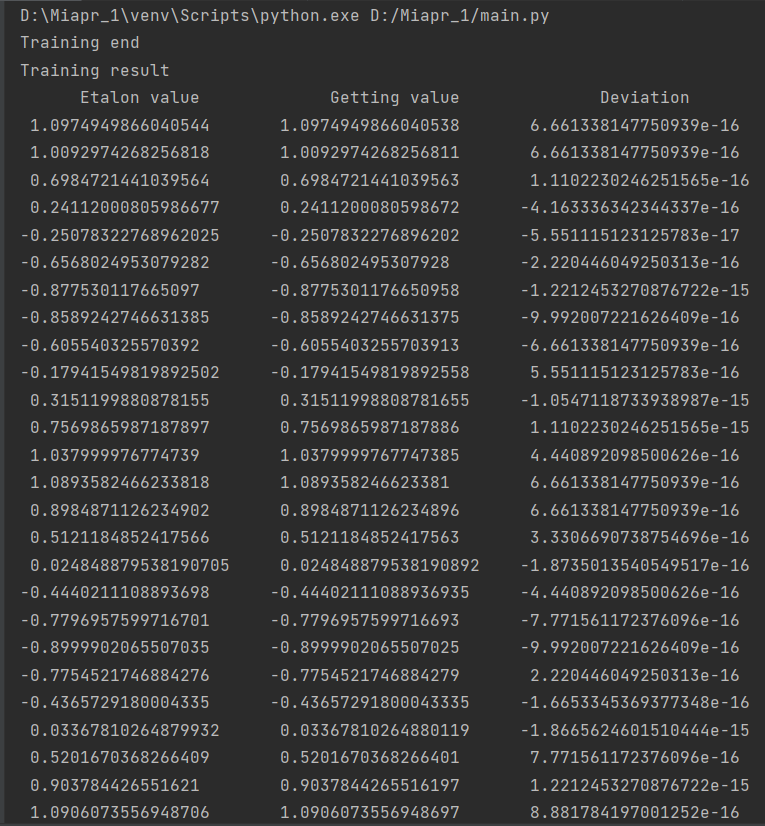 D:\Miapr_1\venv\Scripts\python.exe D:/Miapr_1/main.py
Training end
Training result
Etalon value Getting value Deviation
1.0974949866040544 1.0974949866040538 6.661338147750939e-16
1.0092974268256818 1.0092974268256811 6.661338147750939e-16
0.6984721441039564 0.6984721441039563 1.1102230246251565e-16
0.24112000805986677 0.2411200080598672 -4.163336342344337e-16
-0.25078322768962025 -0.2507832276896202 -5.551115123125783e-17
-0.6568024953079282 -0.656802495307928 -2.220446049250313e-16
-0.877530117665097 -0.8775301176650958 -1.2212453270876722e-15
-0.8589242746631385 -0.8589242746631375 -9.992007221626409e-16
-0.605540325570392 -0.6055403255703913 -6.661338147750939e-16
-0.17941549819892502 -0.17941549819892558 5.551115123125783e-16
0.3151199880878155 0.31511998808781655 -1.0547118733938987e-15
0.7569865987187897 0.7569865987187886 1.1102230246251565e-15
1.037999976774739 1.0379999767747385 4.440892098500626e-16
1.0893582466233818 1.089358246623381 6.661338147750939e-16
0.8984871126234902 0.8984871126234896 6.661338147750939e-16
0.5121184852417566 0.5121184852417563 3.3306690738754696e-16
0.024848879538190705 0.024848879538190892 -1.8735013540549517e-16
-0.4440211108893698 -0.44402111088936935 -4.440892098500626e-16
-0.7796957599716701 -0.7796957599716693 -7.771561172376096e-16
-0.8999902065507035 -0.8999902065507025 -9.992007221626409e-16
-0.7754521746884276 -0.7754521746884279 2.220446049250313e-16
-0.4365729180004335 -0.43657291800043335 -1.6653345369377348e-16
0.03367810264879932 0.03367810264880119 -1.8665624601510444e-15
0.5201670368266409 0.5201670368266401 7.771561172376096e-16
0.903784426551621 0.9037844265516197 1.2212453270876722e-15
1.0906073556948706 1.0906073556948697 8.881784197001252e-16